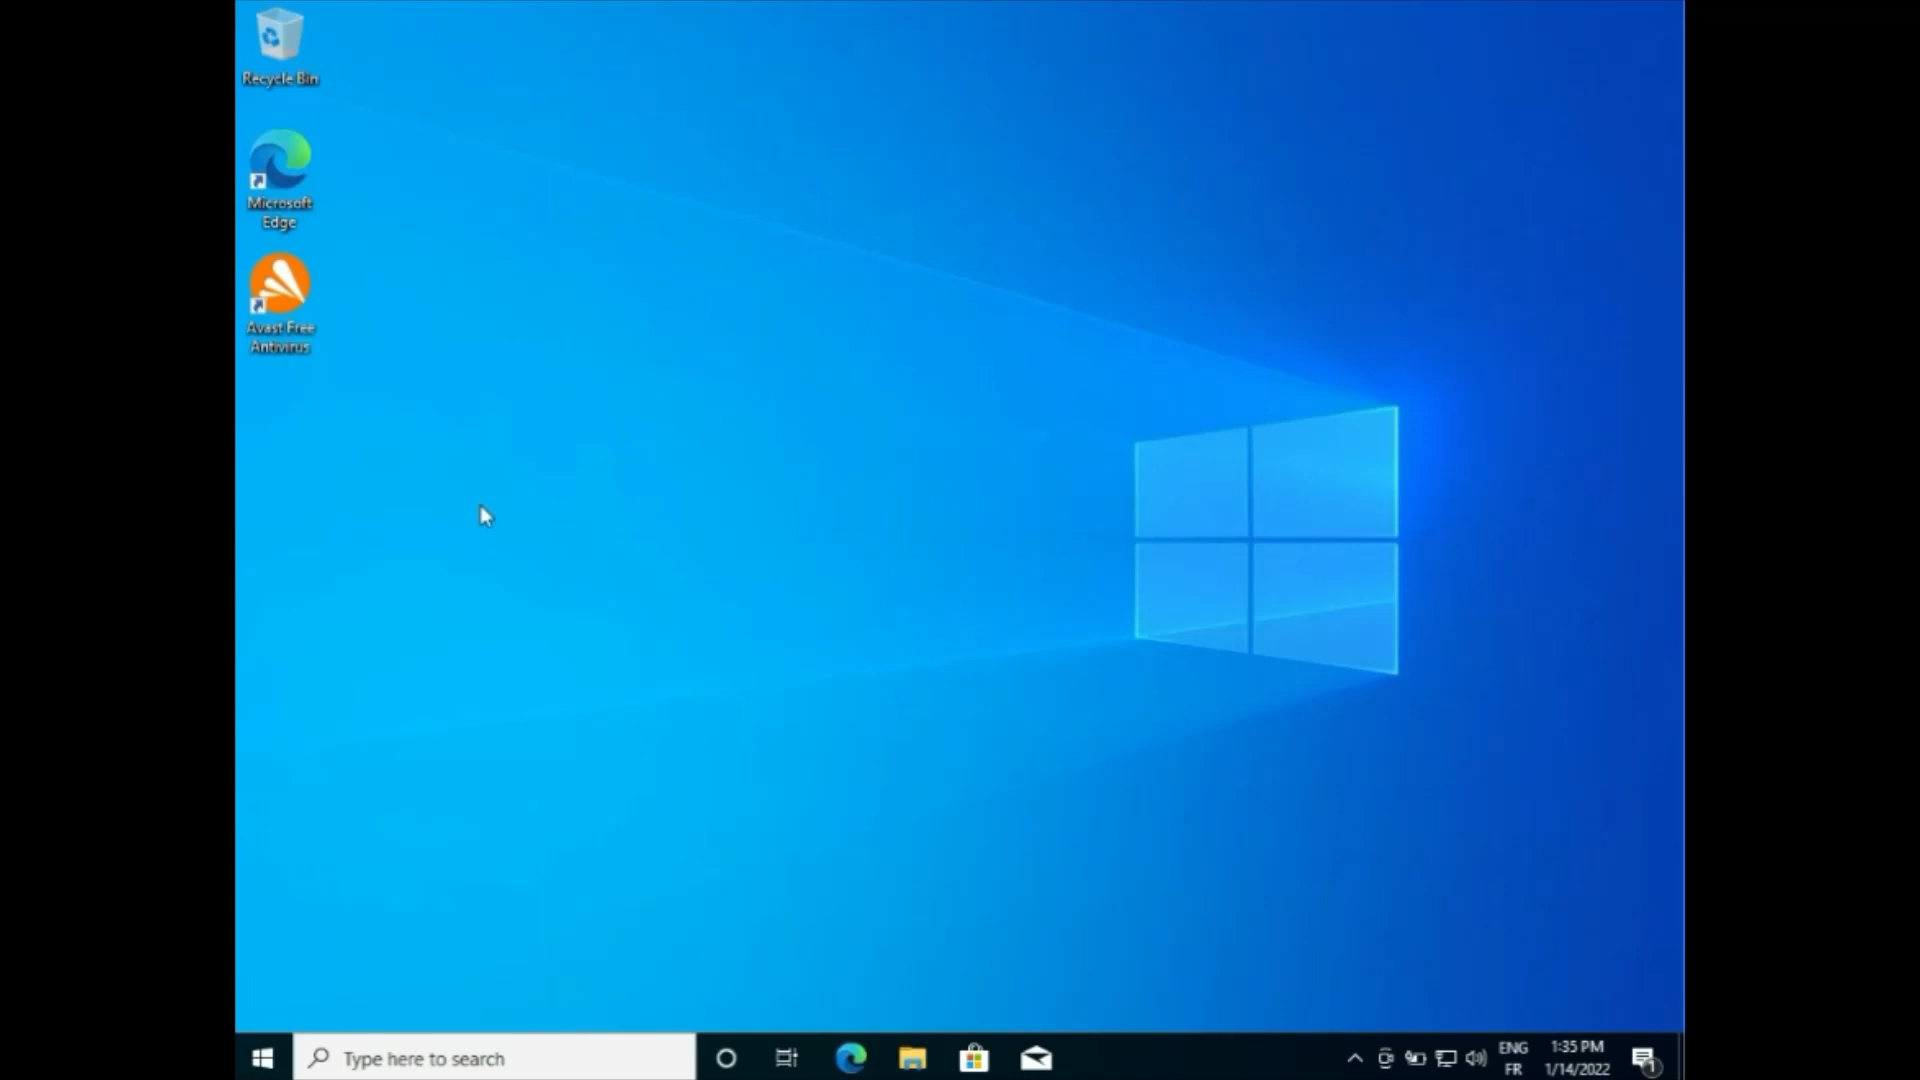 Recycle Bin
Microsoft
Edge
Avast Free
Antivirus
Type here to search
ENG
FR
1:35 PM
1/14/2022
1